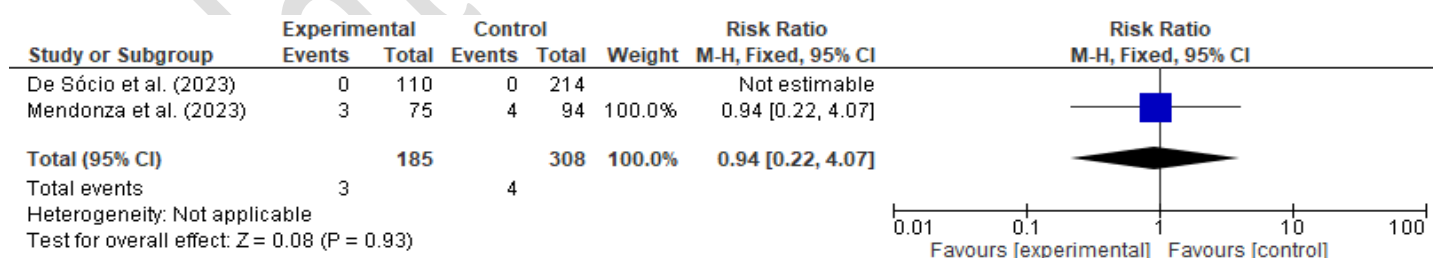 Experimental Control Risk Ratio Risk Ratio
Study or Subgroup Events Total Events Total Weight M-H, Fixed, 95% CI M-H, Fixed, 95% CI
De Sócio et al. (2023) 0 110 0 214 Not estimable
Mendonza et al. (2023) 3 75 4 94 100.0% 0.94 [0.22, 4.07]
Total (95% CI) 185 308 100.0% 0.94 [0.22, 4.07]
Total events 3 4
Heterogeneity: Not applicable
Test for overall effect: Z = 0.08 (P = 0.93)
0.01 0.1 1 10 100
Favours [experimental] Favours [control]